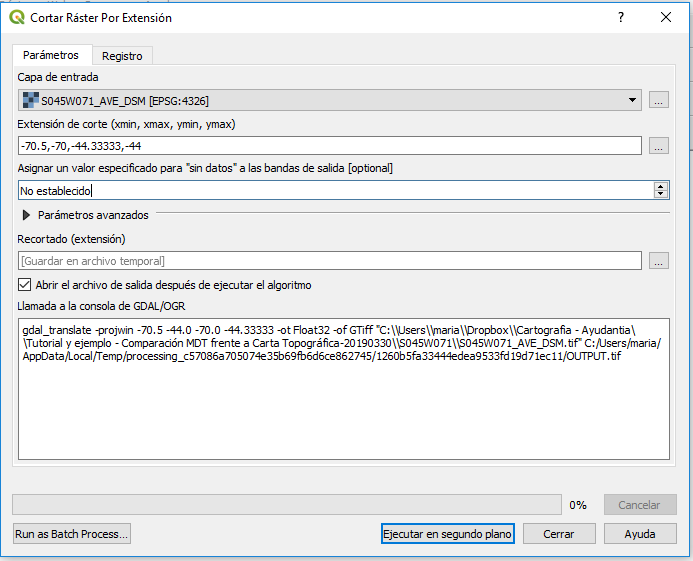 Cortar Ráster Por Extensión
?
Parámetros
Registro
Capa de entrada
S045W071_AVE_DSM [EPSG:4326]
...
Extensión de corte (xmin, xmax, ymin, ymax)
-70.5,-70,-44.33333,-44
...
Asignar un valor especificado para "sin datos" a las bandas de salida [optional]
No establecido
Parámetros avanzados
Recortado (extensión)
[Guardar en archivo temporal]
...
Abrir el archivo de salida después de ejecutar el algoritmo
Llamada a la consola de GDAL/OGR
gdal_translate -projwin -70.5 -44.0 -70.0 -44.33333 -ot Float32 -of GTiff "C:\\Users\\maria\\Dropbox\\Cartografia - Ayudantia\
\Tutorial y ejemplo - Comparación MDT frente a Carta Topográfica-20190330\\S045W071\\S045W071_AVE_DSM.tif" C:/Users/maria/
AppData/Local/Temp/processing_c57086a705074e35b69fb6d6ce862745/1260b5fa33444edea9533fd19d71ec11/OUTPUT.tif
0%
Cancelar
Run as Batch Process...
Ejecutar en segundo plano
Cerrar
Ayuda